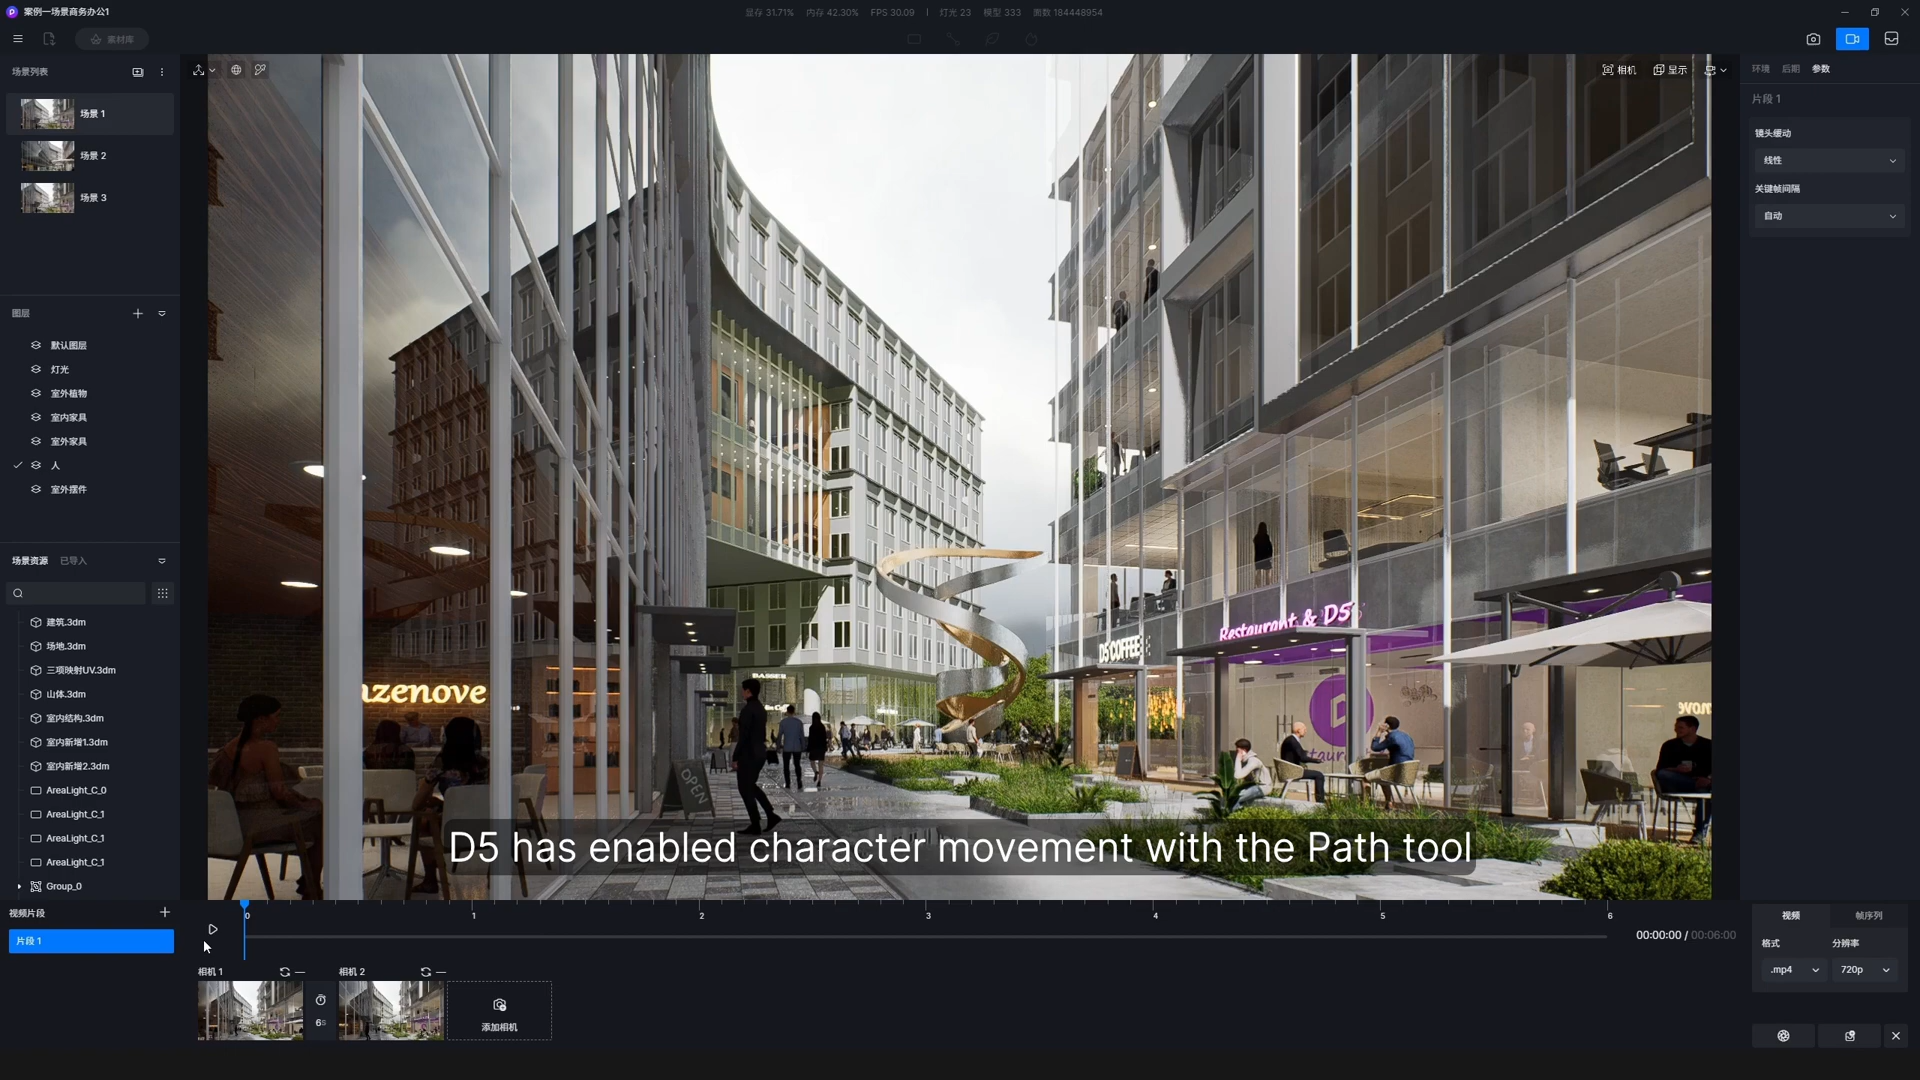 案例一场景商务办公1
显存 31.71% 内存 42.30% FPS 30.09 | 灯光 23 模型 333 面数 184448954
素材库
场景列表
相机 显示
环境 后期 参数
片段 1
场景 1
场景 2
场景 3
镜头缓动
线性
关键帧间隔
自动
图层
默认图层
灯光
室外植物
室内家具
室外家具
人
室外摆件
场景资源 已导入
建筑.3dm
场地.3dm
三项映射UV.3dm
山体.3dm
室内结构.3dm
室内新增1.3dm
室内新增2.3dm
AreaLight_C_0
AreaLight_C_1
AreaLight_C_1
AreaLight_C_1
Group_0
Restaurant & D5
D5 COFFEE
azenove
OPEN
D5 has enabled character movement with the Path tool
视频片段
片段 1
0 1 2 3 4 5 6
00:00:00 / 00:06:00
相机 1
6s
相机 2
添加相机
视频 帧序列
格式 分辨率
.mp4 720p